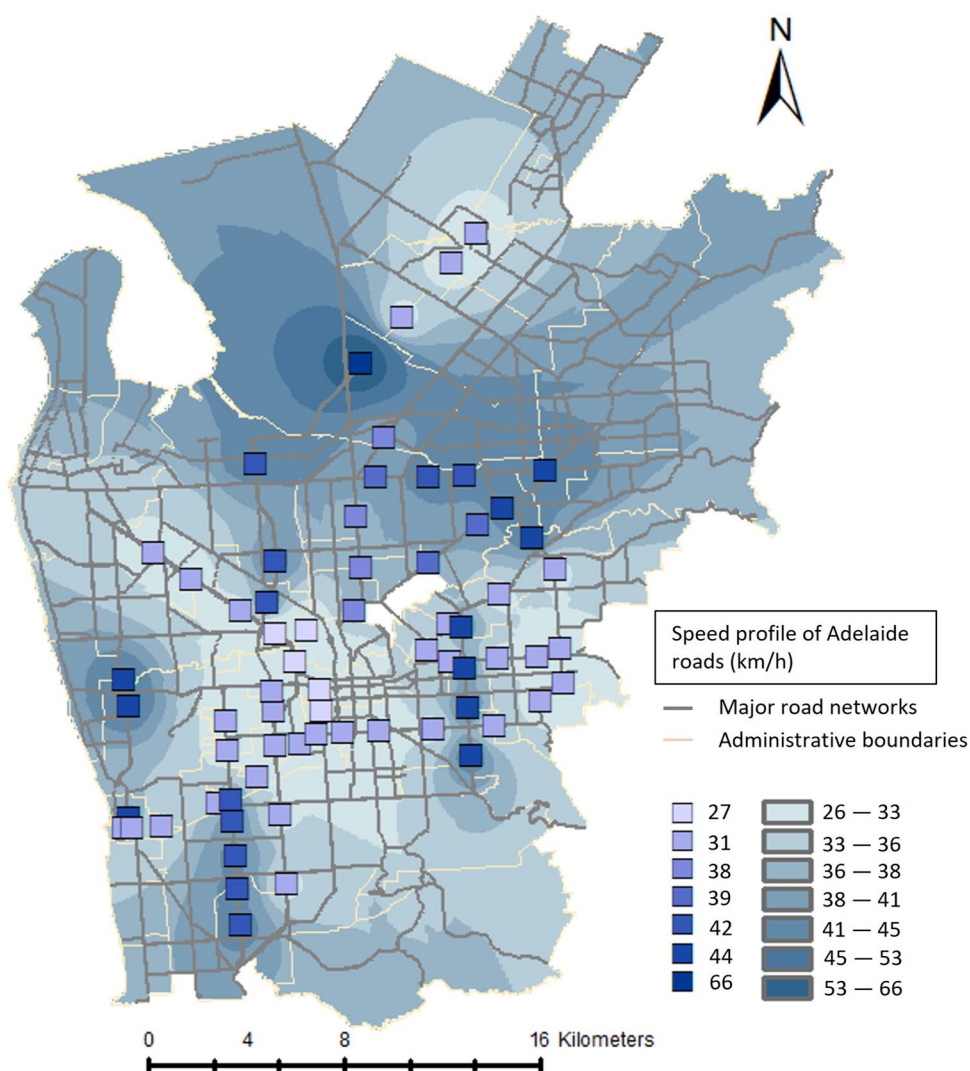 N
Speed profile of Adelaide
roads (km/h)
Major road networks
Administrative boundaries
27
31
38
39
42
44
66
26 — 33
33 — 36
36 — 38
38 — 41
41 — 45
45 — 53
53 — 66
0 4 8 16 Kilometers